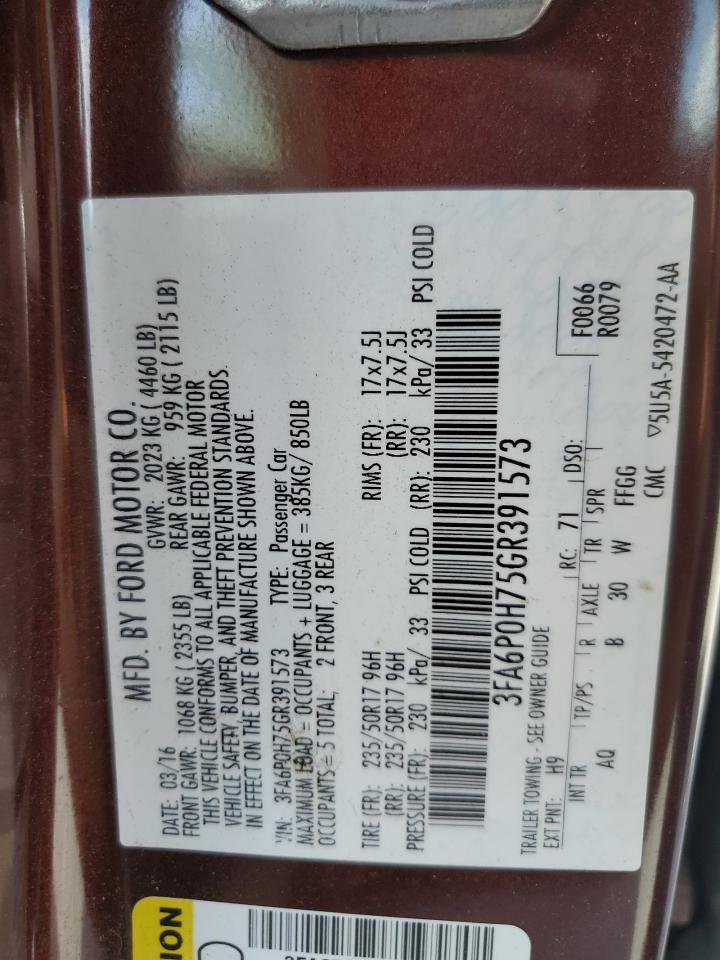 MFD. BY FORD MOTOR CO.
DATE: 03/16 GVWR: 2023 KG ( 4460 LB)
FRONT GAWR: 1068 KG ( 2355 LB) REAR GAWR: 959 KG ( 2115 LB)
THIS VEHICLE CONFORMS TO ALL APPLICABLE FEDERAL MOTOR
VEHICLE SAFETY, BUMPER, AND THEFT PREVENTION STANDARDS.
IN EFFECT ON THE DATE OF MANUFACTURE SHOWN ABOVE.
VIN: 3FA6P0H75GR391573 TYPE: Passenger Car
MAXIMUM LOAD = OCCUPANTS + LUGGAGE = 385KG/ 850LB
OCCUPANTS = 5 TOTAL, 2 FRONT, 3 REAR
TIRE (FR): 235/50R17 96H RIMS (FR): 17x7.5J
(RR): 235/50R17 96H (RR): 17x7.5J
PRESSURE (FR): 230 kPa/ 33 PSI COLD (RR): 230 kPa/ 33 PSI COLD
3FA6P0H75GR391573
TRAILER TOWING - SEE OWNER GUIDE
EXT PNT: H9 RC: 71 DSO: F0066
R0079
INT TR TP/PS R AXLE TR SPR
AQ B 30 W FFGG
CMC ▽5U5A-5420472-AA
ION